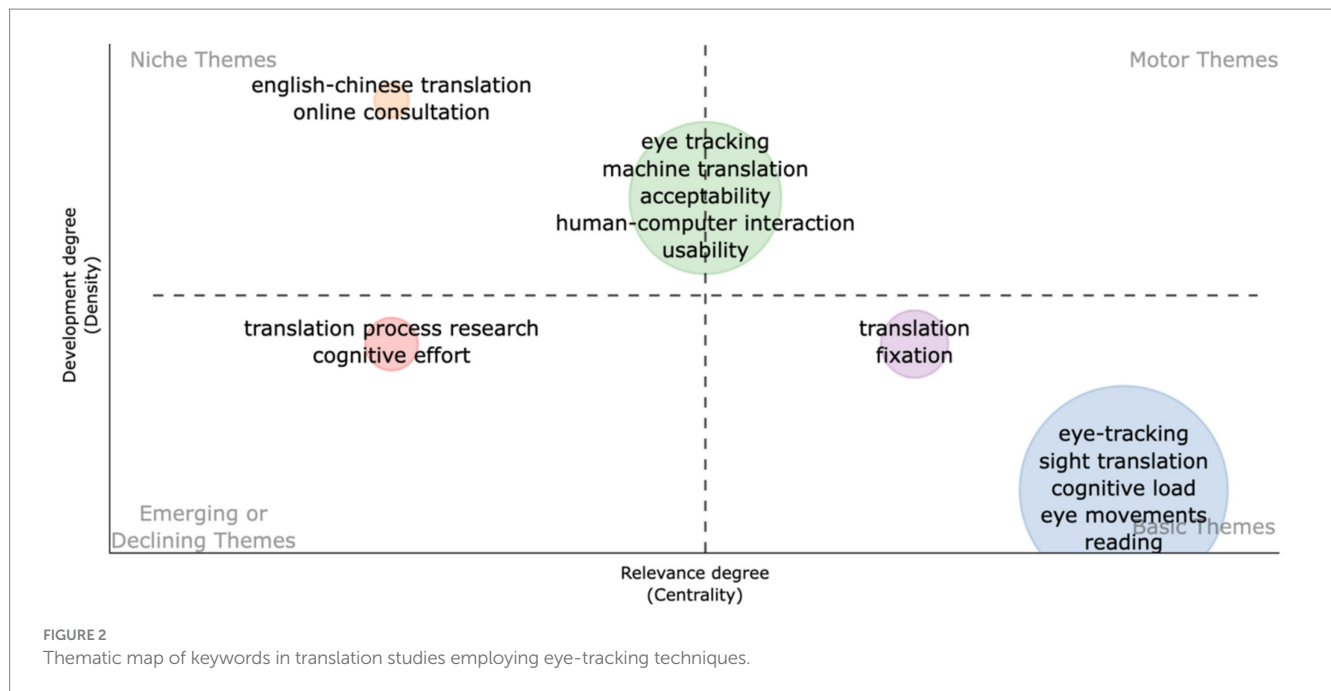 Niche Themes
Motor Themes
english-chinese translation
online consultation
eye tracking
machine translation
acceptability
human-computer interaction
usability
Development degree
(Density)
translation process research
cognitive effort
translation
fixation
eye-tracking
sight translation
cognitive load
eye movements
reading
Emerging or
Declining Themes
Basic Themes
Relevance degree
(Centrality)
FIGURE 2
Thematic map of keywords in translation studies employing eye-tracking techniques.